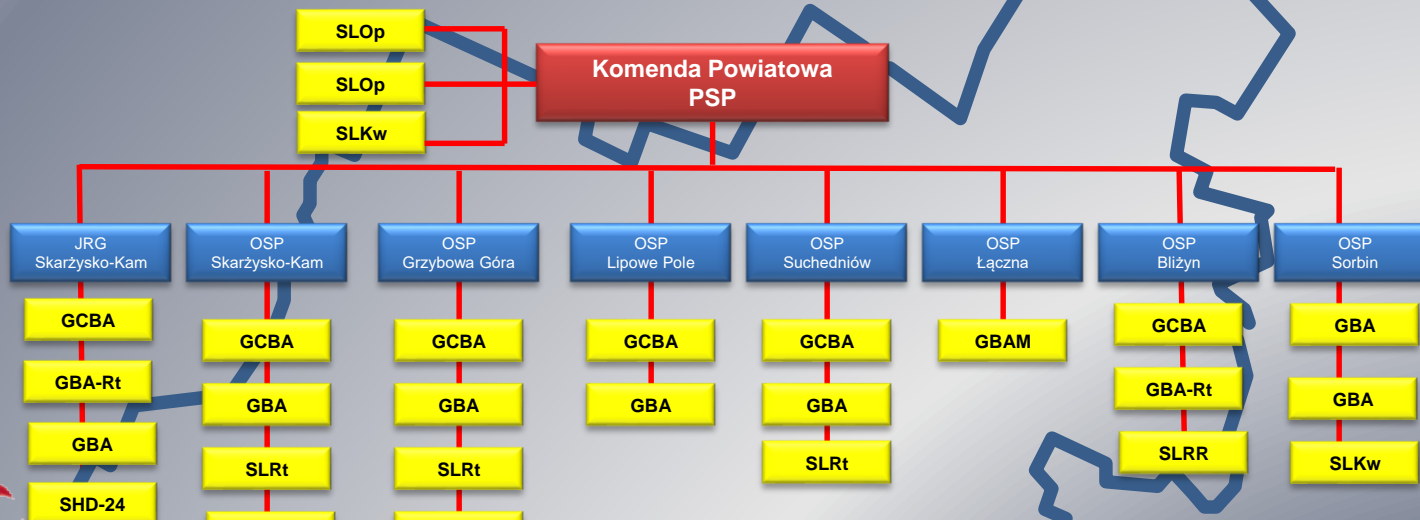 SLOp
SLOp
SLKw
Komenda Powiatowa
PSP
JRG
Skarżysko-Kam
GCBA
GBA-Rt
GBA
SHD-24
OSP
Skarżysko-Kam
GCBA
GBA
SLRt
OSP
Grzybowa Góra
GCBA
GBA
SLRt
OSP
Lipowe Pole
GCBA
GBA
OSP
Suchedniów
GCBA
GBA
SLRt
OSP
Łączna
GBAM
OSP
Bliżyn
GCBA
GBA-Rt
SLRR
OSP
Sorbin
GBA
GBA
SLKw